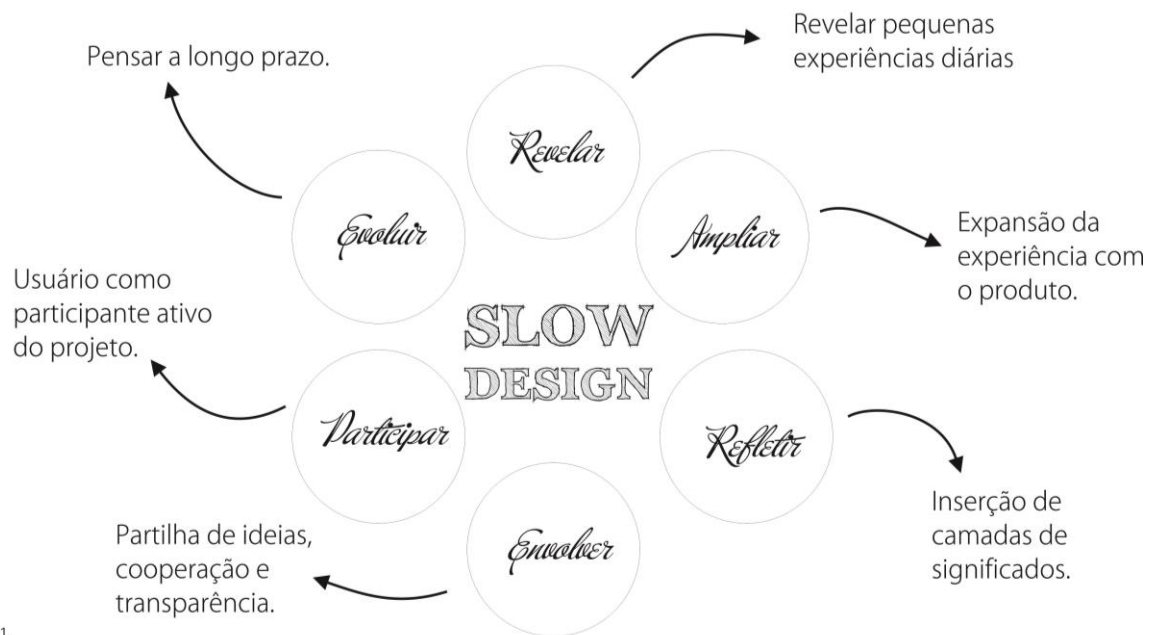 Revelar pequenas
experiências diárias
Pensar a longo prazo.
Revelar
Evoluir
Ampliar
Expansão da
experiência com
o produto.
Usuário como
participante ativo
do projeto.
SLOW
DESIGN
Participar
Refletir
Inserção de
camadas de
significados.
Envolver
Partilha de ideias,
cooperação e
transparência.
1